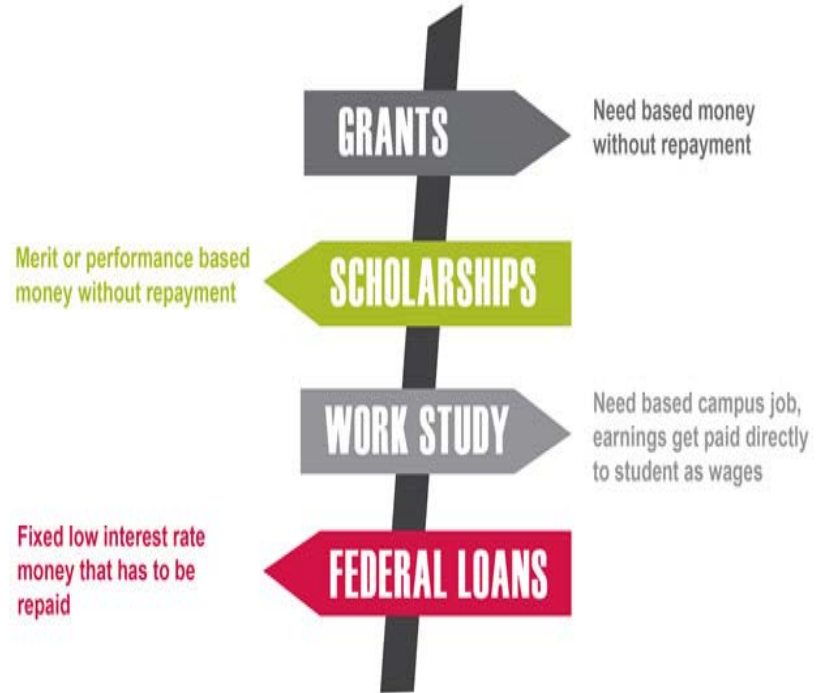 GRANTS
Need based money
without repayment
SCHOLARSHIPS
Merit or performance based
money without repayment
WORK STUDY
Need based campus job,
earnings get paid directly
to student as wages
FEDERAL LOANS
Fixed low interest rate
money that has to be
repaid